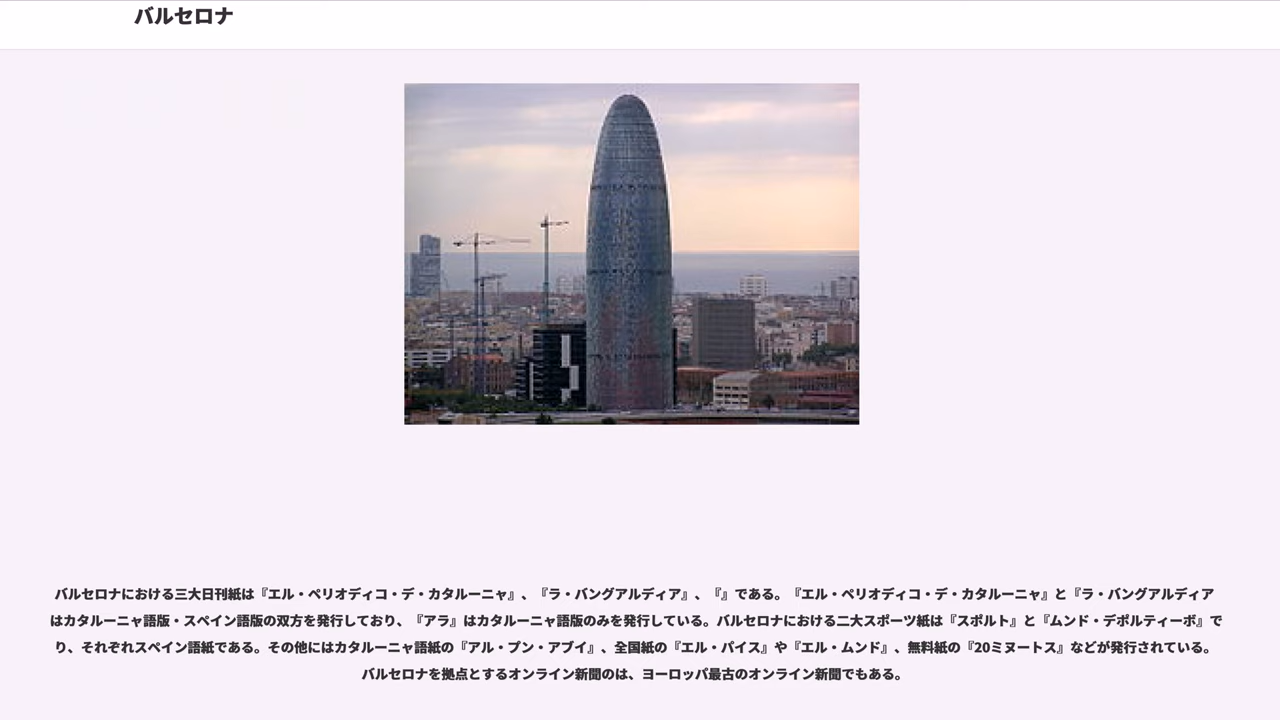 バルセロナ
バルセロナにおける三大日刊紙は『エル・ペリオディコ・デ・カタルーニャ』、『ラ・バングアルディア』、『』である。『エル・ペリオディコ・デ・カタルーニャ』と『ラ・バングアルディア
はカタルーニャ語版・スペイン語版の双方を発行しており、『アラ』はカタルーニャ語版のみを発行している。バルセロナにおける二大スポーツ紙は『スポルト』と『ムンド・デポルティーボ』で
り、それぞれスペイン語紙である。その他にはカタルーニャ語紙の『アル・プン・アブイ』、全国紙の『エル・パイス』や『エル・ムンド』、無料紙の『20ミヌートス』などが発行されている。
バルセロナを拠点とするオンライン新聞のは、ヨーロッパ最古のオンライン新聞でもある。